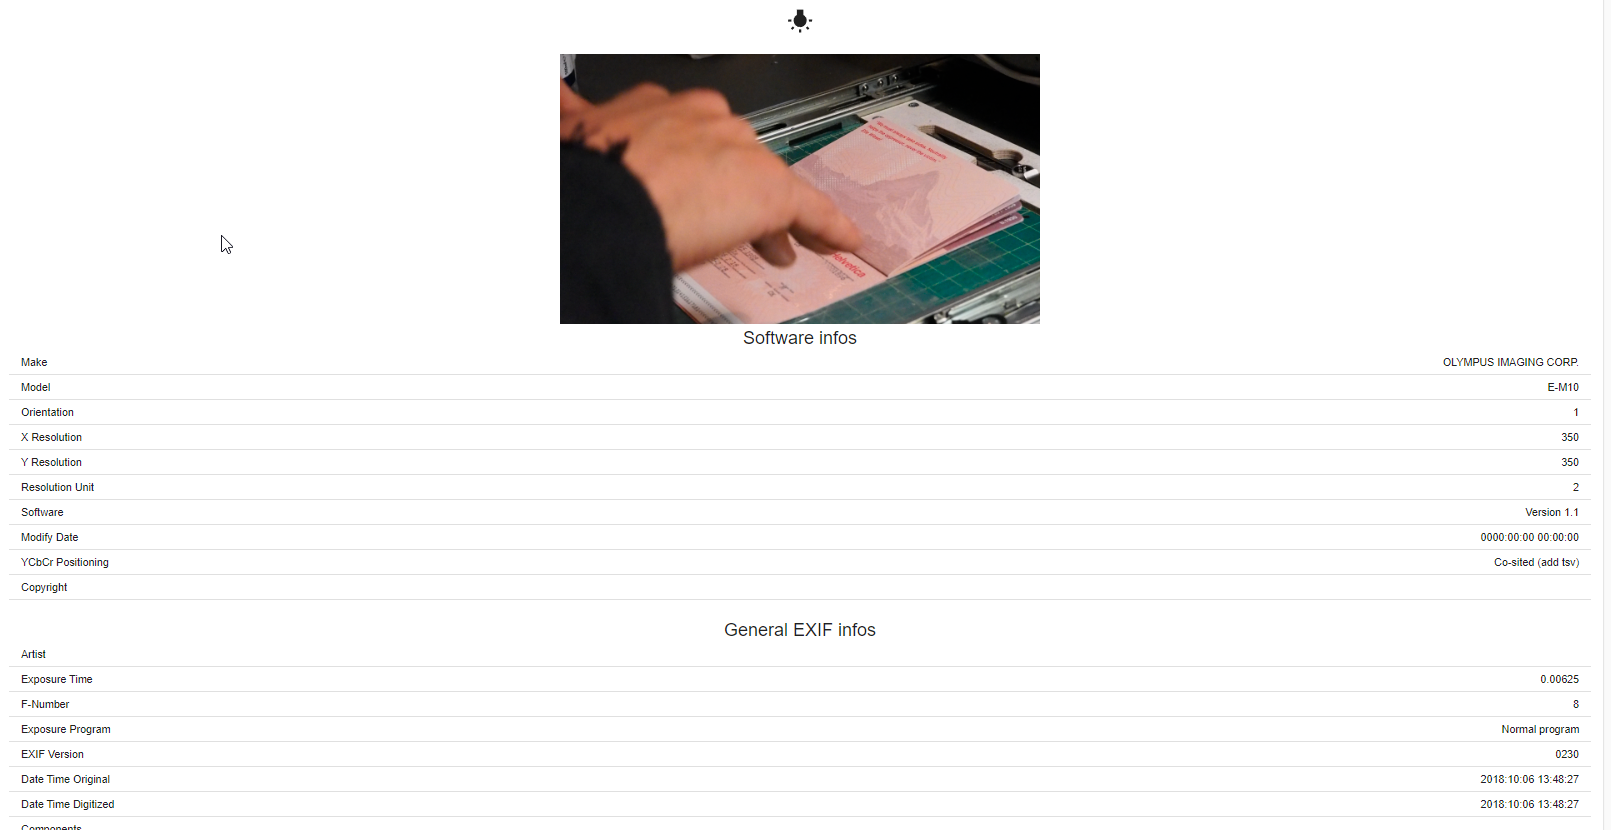 Helvetica
Software infos
Make OLYMPUS IMAGING CORP.
Model E-M10
Orientation 1
X Resolution 350
Y Resolution 350
Resolution Unit 2
Software Version 1.1
Modify Date 0000:00:00 00:00:00
YCbCr Positioning Co-sited (add tsv)
Copyright
General EXIF infos
Artist
Exposure Time 0.00625
F-Number 8
Exposure Program Normal program
EXIF Version 0230
Date Time Original 2018:10:06 13:48:27
Date Time Digitized 2018:10:06 13:48:27
Components